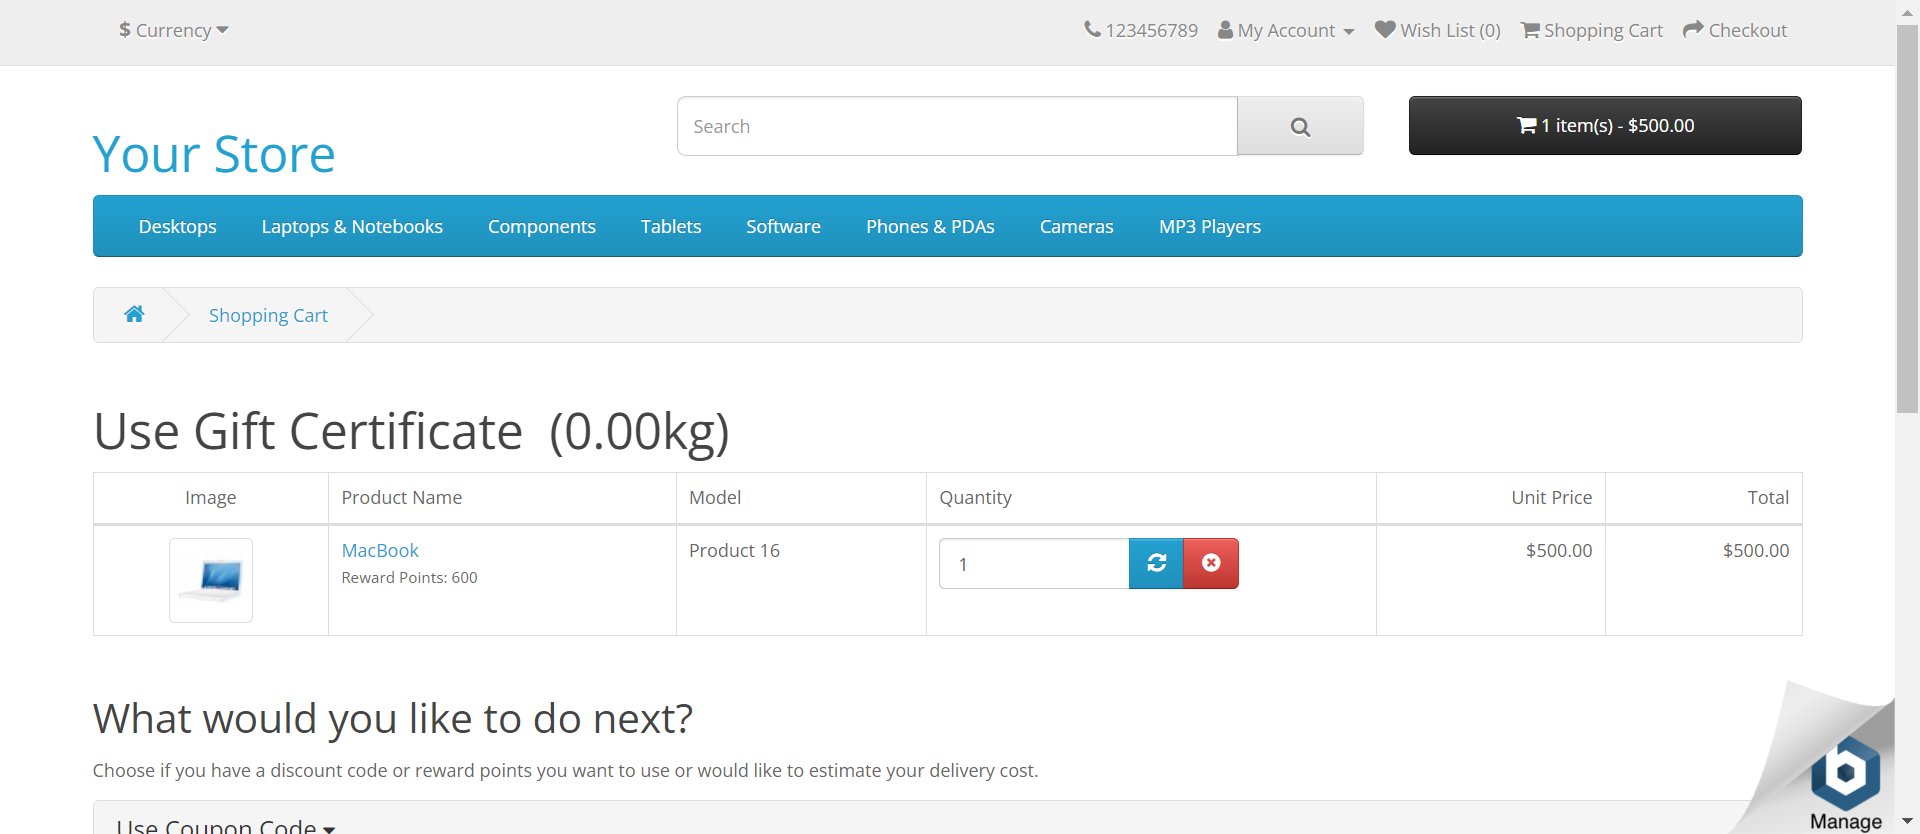 $ Currency
123456789 My Account Wish List (0) Shopping Cart Checkout
Your Store
Search
1 item(s) - $500.00
Desktops Laptops & Notebooks Components Tablets Software Phones & PDAs Cameras MP3 Players
Shopping Cart
Use Gift Certificate (0.00kg)
Image Product Name Model Quantity Unit Price Total
MacBook Product 16 1 $500.00 $500.00
Reward Points: 600
What would you like to do next?
Choose if you have a discount code or reward points you want to use or would like to estimate your delivery cost.
Use Coupon Code
b
Manage